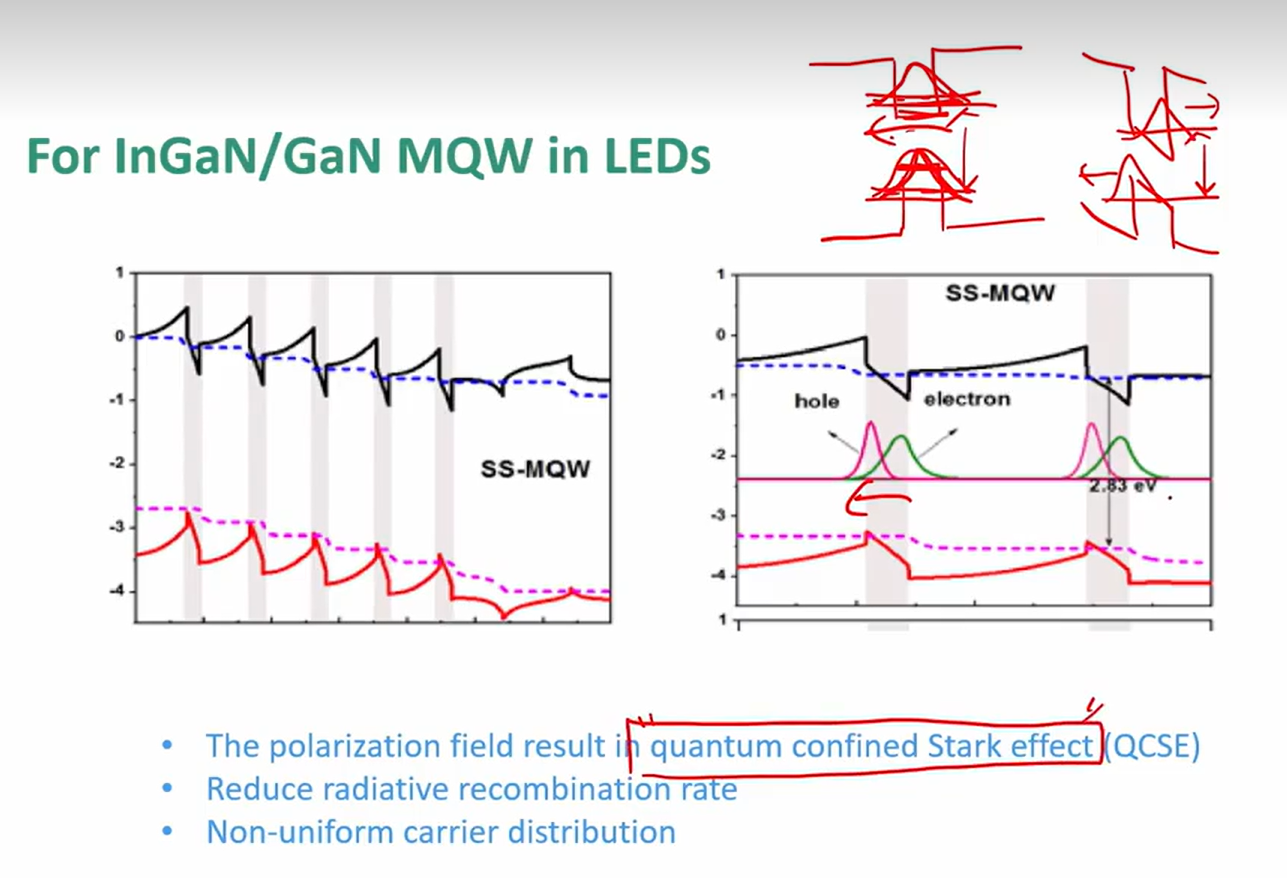 For InGaN/GaN MQW in LEDs
1
0
-1
-2
-3
-4
SS-MQW
1
0
-1
-2
-3
-4
1
SS-MQW
hole
electron
2.83 eV
• The polarization field result in quantum confined Stark effect (QCSE)
• Reduce radiative recombination rate
• Non-uniform carrier distribution